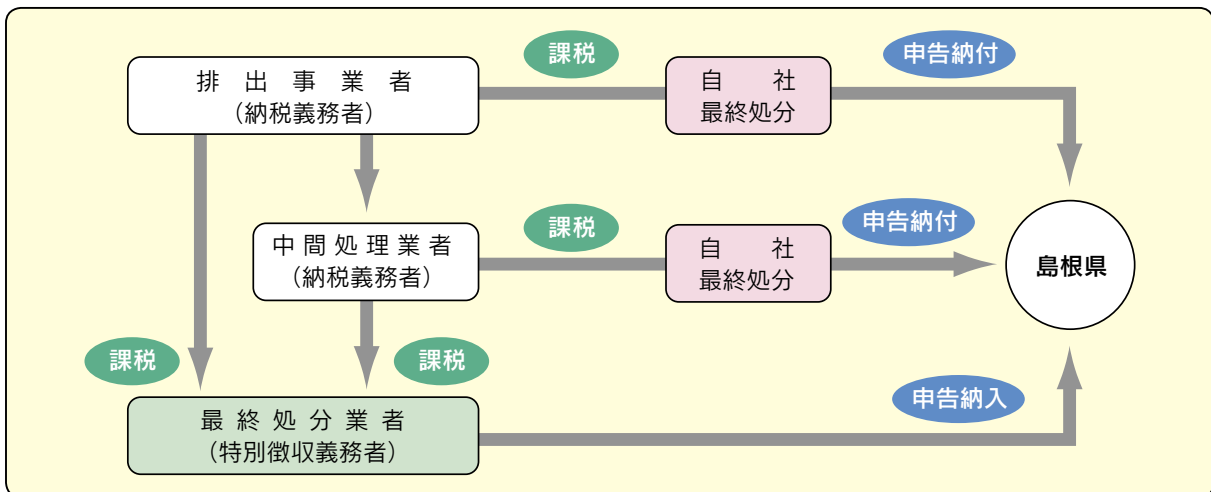 排出事業者
(納税義務者)
課税
自社
最終処分
申告納付
中間処理業者
(納税義務者)
課税
自社
最終処分
申告納付
島根県
課税
課税
最終処分業者
(特別徴収義務者)
申告納入